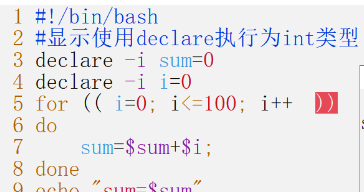 1 #!/bin/bash
2 #显示使用declare执行为int类型
3 declare -i sum=0
4 declare -i i=0
5 for (( i=0; i<=100; i++  ))
6 do
7     sum=$sum+$i;
8 done
9 echo "sum=$sum"